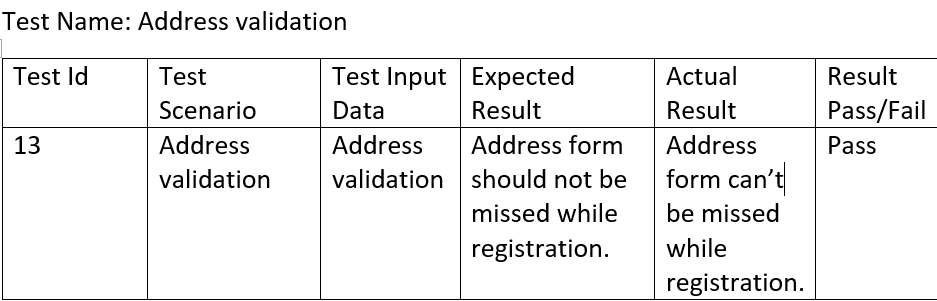 Test Name: Address validation
Test Id
Test
Scenario
Test Input
Data
Expected
Result
Actual
Result
Result
Pass/Fail
13
Address
validation
Address
validation
Address form
should not be
missed while
registration.
Address
form can’t
be missed
while
registration.
Pass